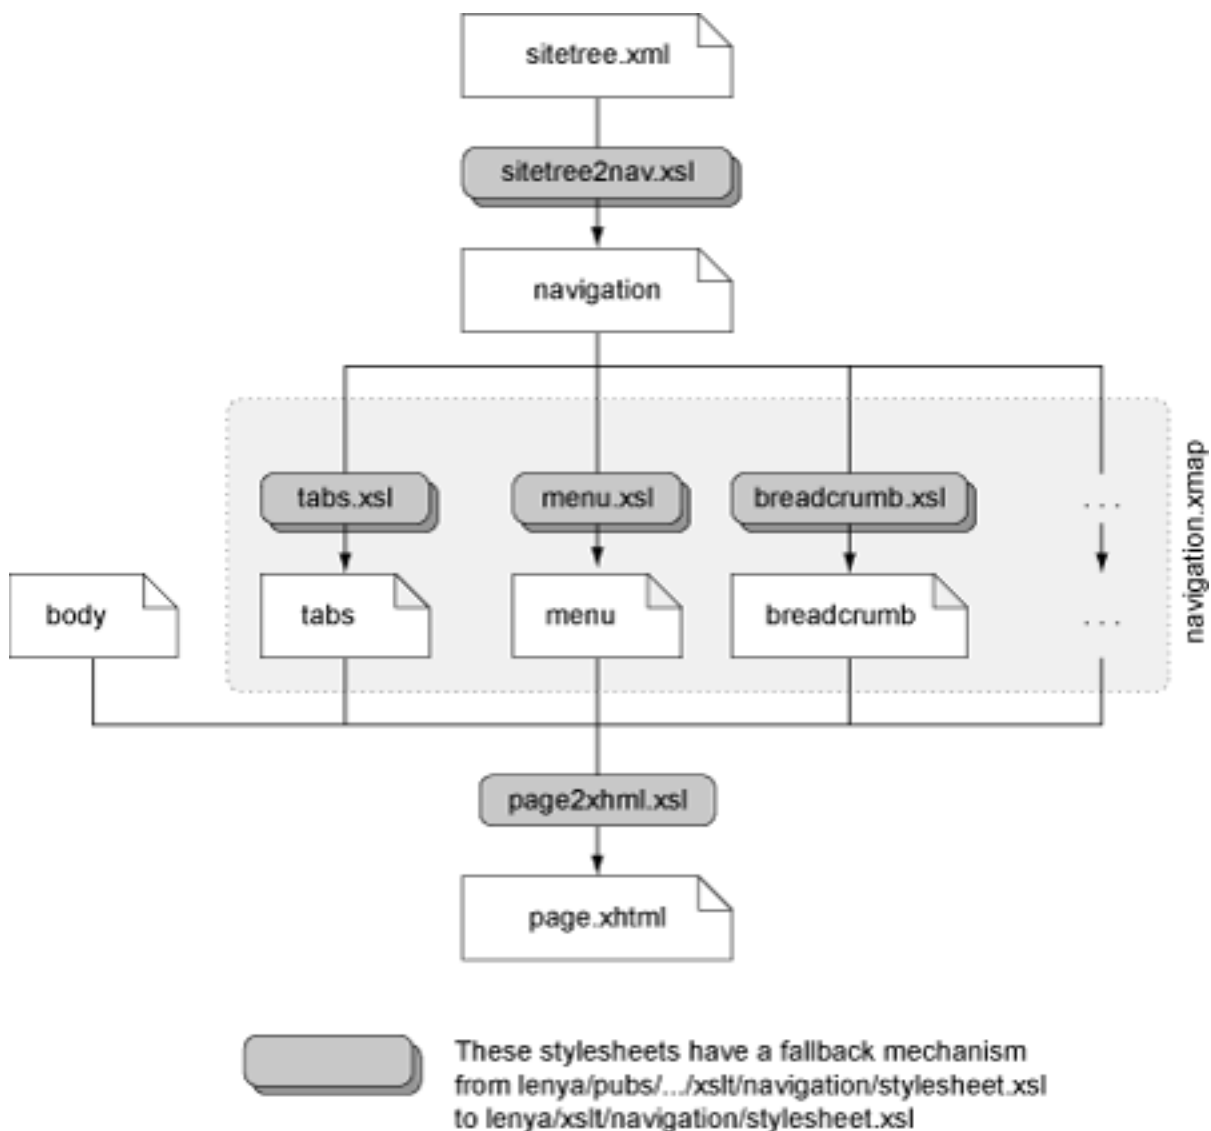 sitetree.xml
sitetree2nav.xsl
navigation
tabs.xsl
menu.xsl
breadcrumb.xsl
. . .
navigation.xmap
body
tabs
menu
breadcrumb
. . .
page2xhml.xsl
page.xhtml
These stylesheets have a fallback mechanism
from lenya/pubs/.../xslt/navigation/stylesheet.xsl
to lenya/xslt/navigation/stylesheet.xsl